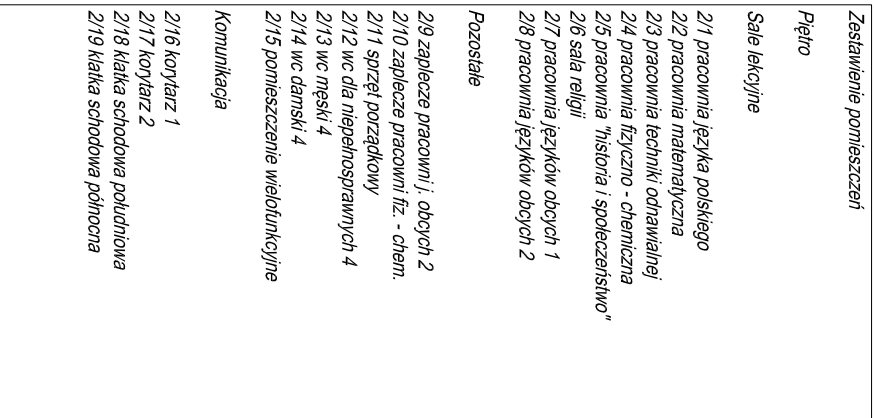 Zestawienie pomieszczeń
Piętro
Sale lekcyjne
2/1 pracownia języka polskiego
2/2 pracownia matematyczna
2/3 pracownia techniki odnawialnej
2/4 pracownia fizyczno - chemiczna
2/5 pracownia "historia i społeczeństwo"
2/6 sala religii
2/7 pracownia języków obcych 1
2/8 pracownia języków obcych 2
Pozostałe
2/9 zaplecze pracowni j. obcych 2
2/10 zaplecze pracowni fiz. - chem.
2/11 sprzęt porządkowy
2/12 wc dla niepełnosprawnych 4
2/13 wc męski 4
2/14 wc damski 4
2/15 pomieszczenie wielofunkcyjne
Komunikacja
2/16 korytarz 1
2/17 korytarz 2
2/18 klatka schodowa południowa
2/19 klatka schodowa północna